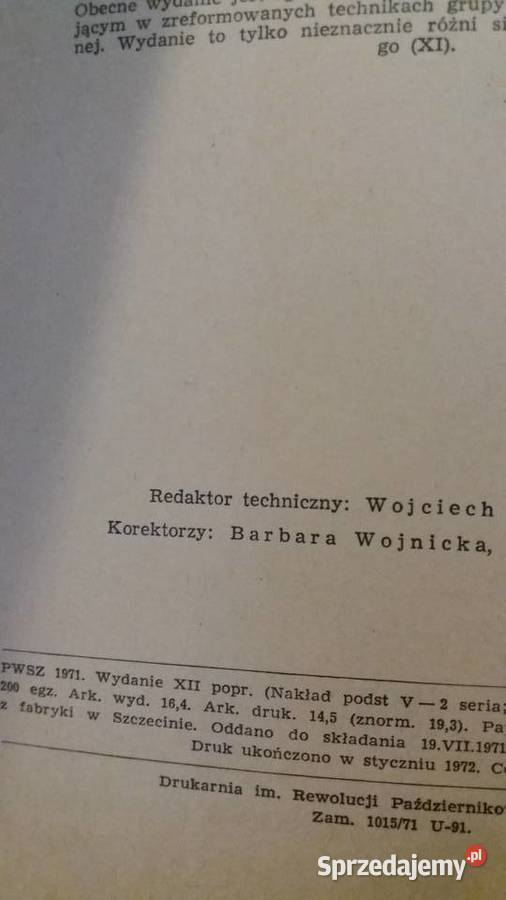 Obecne wydanie
jącym w zreformowanych technikach grupy
nej. Wydanie to tylko nieznacznie różni si
go (XI).
Redaktor techniczny: Wojciech
Korektorzy: Barbara Wojnicka,
PWSZ 1971. Wydanie XII popr. (Nakład podst V — 2 seria;
200 egz. Ark. wyd. 16,4. Ark. druk. 14,5 (znorm. 19,3). Pa
z fabryki w Szczecinie. Oddano do składania 19.VII.1971
Druk ukończono w styczniu 1972. C
Drukarnia im. Rewolucji Październiko
Zam. 1015/71 U-91.
Sprzedajemy.pl